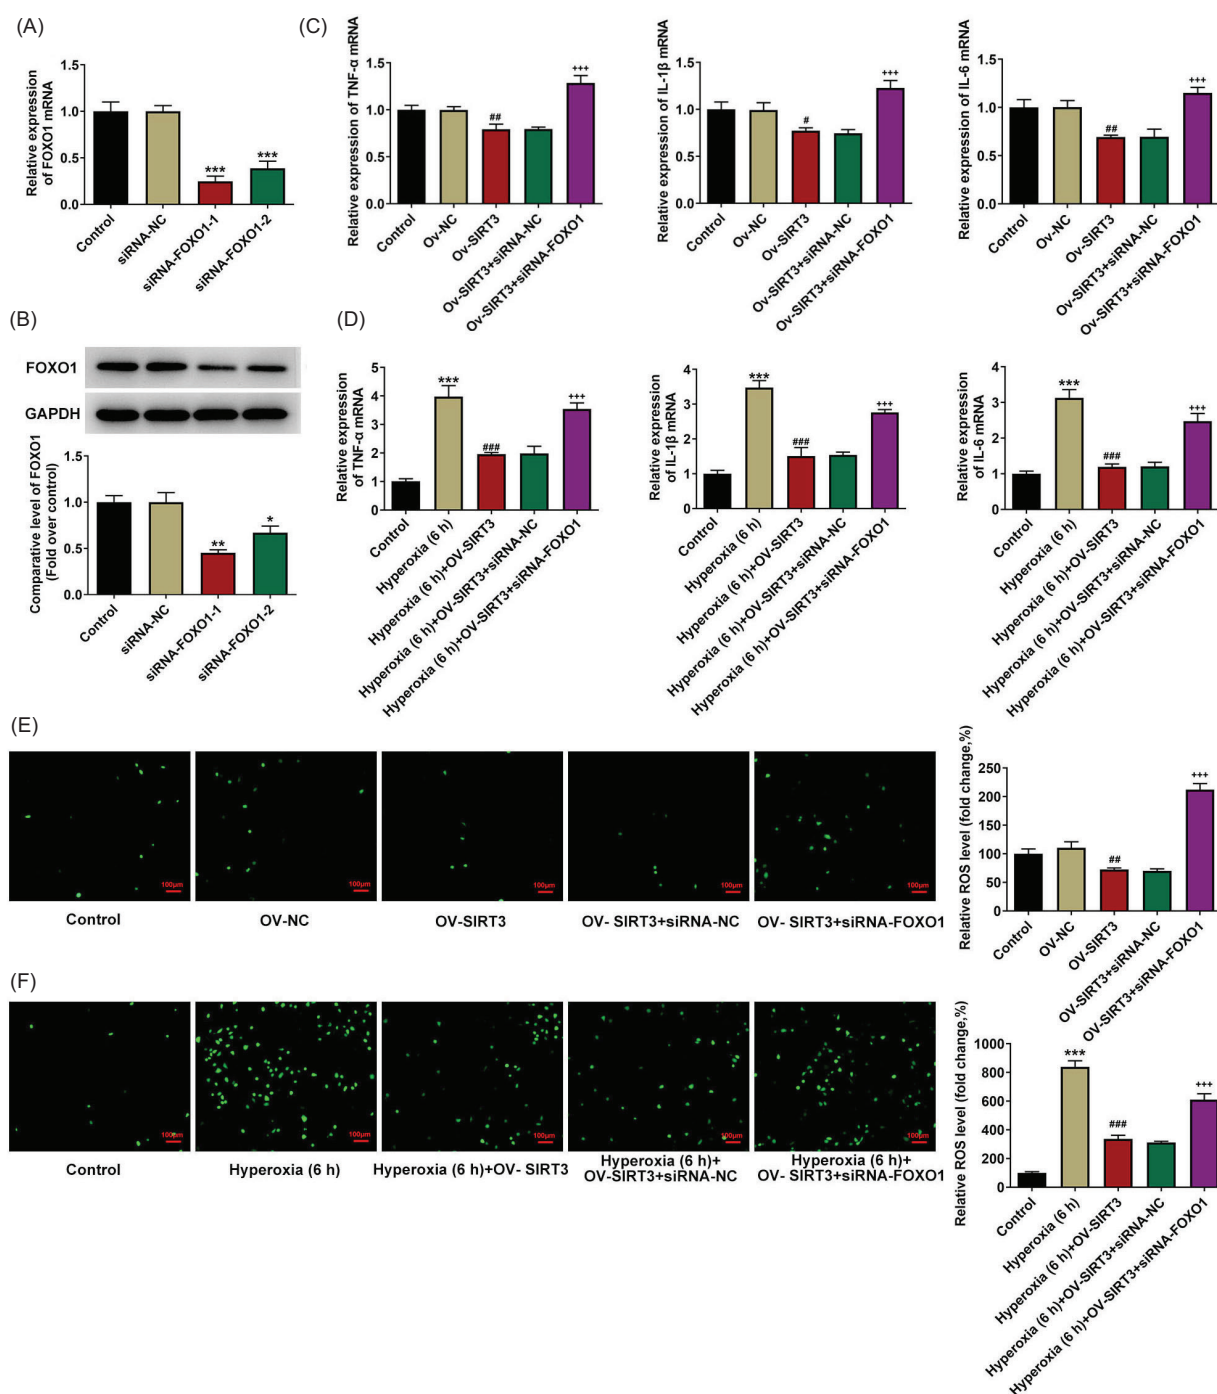 (A)
Relative expression
of FOXO1 mRNA
1.5
1.0
0.5
0.0
***
***
Control
siRNA-NC
siRNA-FOXO1-1
siRNA-FOXO1-2
(C)
Relative expression of TNF-α mRNA
1.5
1.0
0.5
0.0
##
+++
Control
Ov-NC
Ov-SIRT3
Ov-SIRT3+siRNA-NC
Ov-SIRT3+siRNA-FOXO1
Relative expression of IL-1β mRNA
1.5
1.0
0.5
0.0
#
+++
Control
Ov-NC
Ov-SIRT3
Ov-SIRT3+siRNA-NC
Ov-SIRT3+siRNA-FOXO1
Relative expression of IL-6 mRNA
1.5
1.0
0.5
0.0
##
+++
Control
Ov-NC
Ov-SIRT3
Ov-SIRT3+siRNA-NC
Ov-SIRT3+siRNA-FOXO1
(B)
FOXO1
GAPDH
Comparative level of FOXO1
(Fold over control)
1.5
1.0
0.5
0.0
**
*
Control
siRNA-NC
siRNA-FOXO1-1
siRNA-FOXO1-2
(D)
Relative expression
of TNF-α mRNA
5
4
3
2
1
0
***
###
+++
Control
Hyperoxia (6 h)
Hyperoxia (6 h)+OV-SIRT3
Hyperoxia (6 h)+OV-SIRT3+siRNA-NC
Hyperoxia (6 h)+OV-SIRT3+siRNA-FOXO1
Relative expression
of IL-1β mRNA
4
3
2
1
0
***
###
+++
Control
Hyperoxia (6 h)
Hyperoxia (6 h)+OV-SIRT3
Hyperoxia (6 h)+OV-SIRT3+siRNA-NC
Hyperoxia (6 h)+OV-SIRT3+siRNA-FOXO1
Relative expression
of IL-6 mRNA
4
3
2
1
0
***
###
+++
Control
Hyperoxia (6 h)
Hyperoxia (6 h)+OV-SIRT3
Hyperoxia (6 h)+OV-SIRT3+siRNA-NC
Hyperoxia (6 h)+OV-SIRT3+siRNA-FOXO1
(E)
100μm
100μm
100μm
100μm
100μm
Control
OV-NC
OV-SIRT3
OV- SIRT3+siRNA-NC
OV- SIRT3+siRNA-FOXO1
Relative ROS level (fold change,%)
250
200
150
100
50
0
##
+++
Control
OV-NC
OV-SIRT3
OV-SIRT3+siRNA-NC
OV-SIRT3+siRNA-FOXO1
(F)
100μm
100μm
100μm
100μm
100μm
Control
Hyperoxia (6 h)
Hyperoxia (6 h)+OV- SIRT3
Hyperoxia (6 h)+
OV-SIRT3+siRNA-NC
Hyperoxia (6 h)+
OV- SIRT3+siRNA-FOXO1
Relative ROS level (fold change,%)
1000
800
600
400
200
0
***
###
+++
Control
Hyperoxia (6 h)
Hyperoxia (6 h)+OV-SIRT3
Hyperoxia (6 h)+OV-SIRT3+siRNA-NC
Hyperoxia (6 h)+OV-SIRT3+siRNA-FOXO1